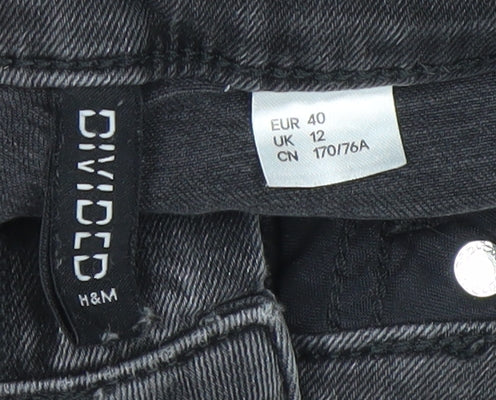 DIVIDED
H&M
EUR 40
UK 12
CN 170/76A